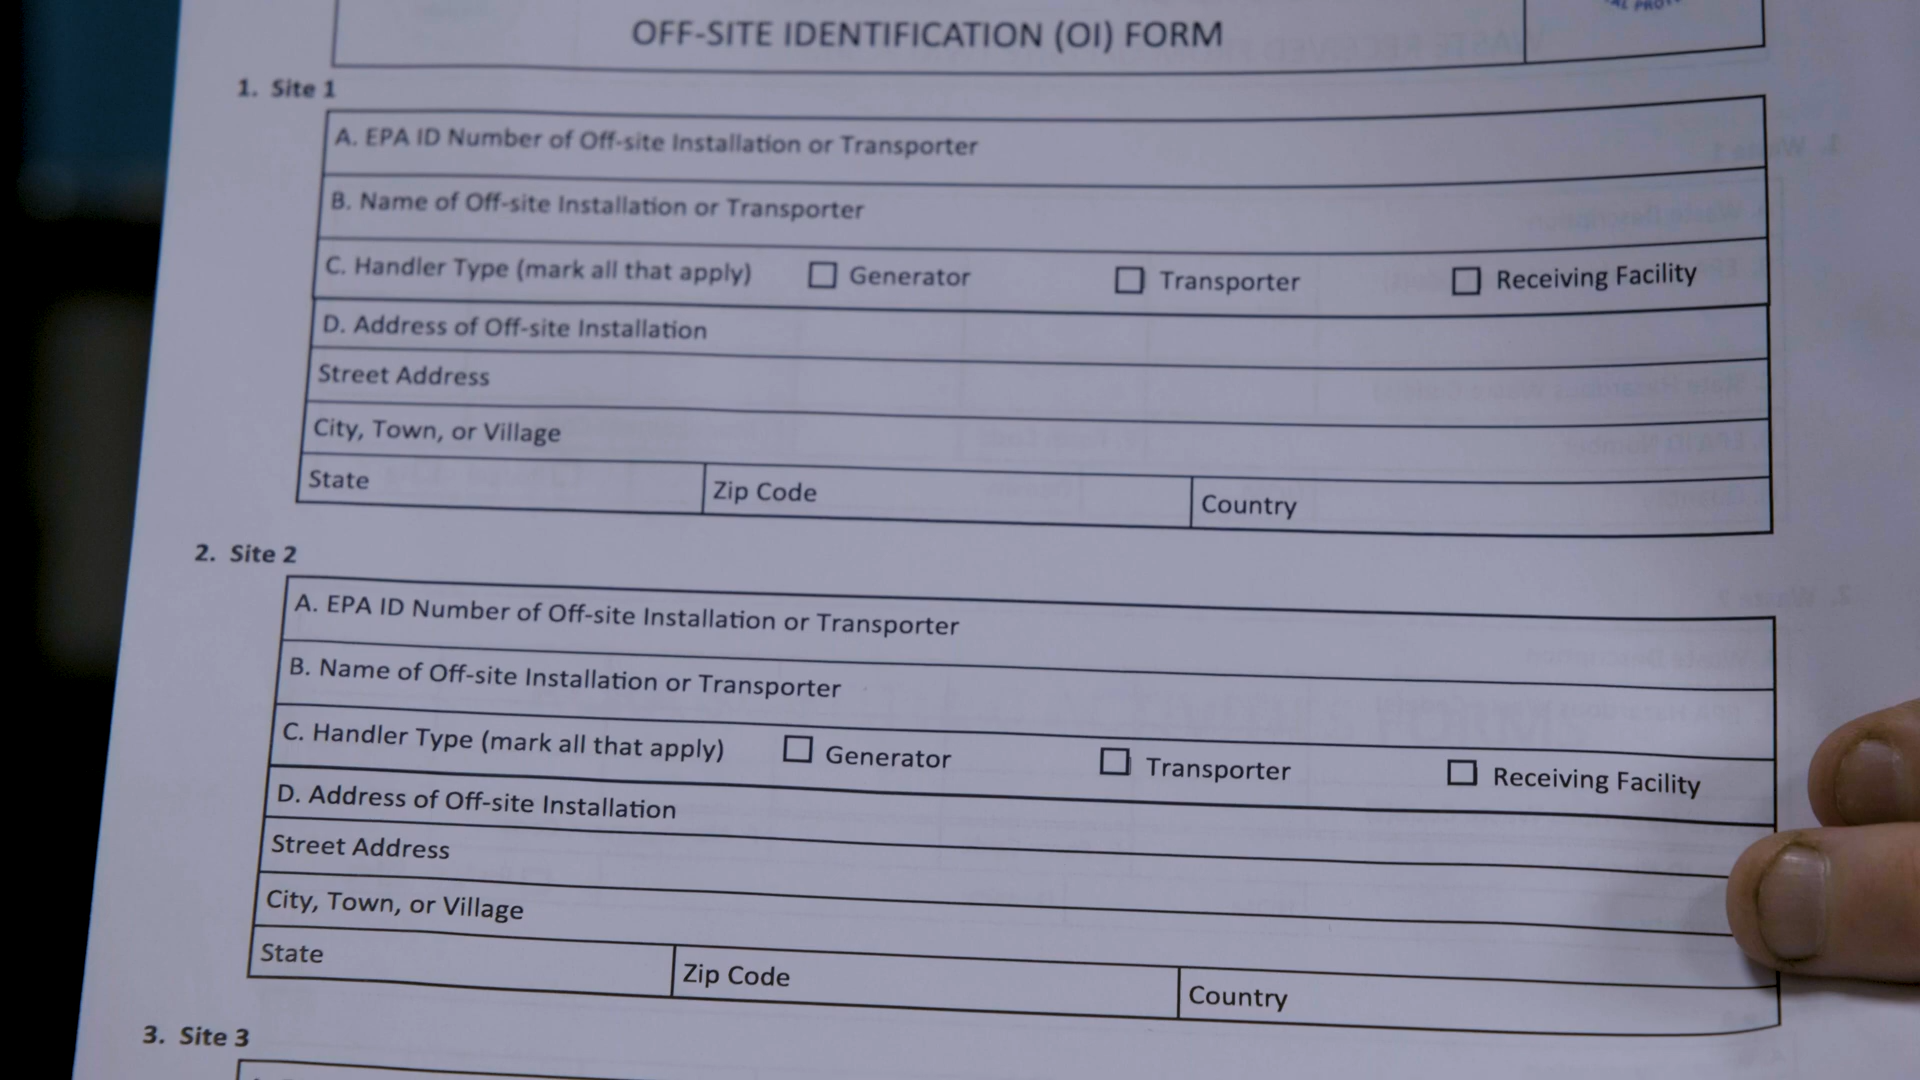 OFF-SITE IDENTIFICATION (OI) FORM
1. Site 1
A. EPA ID Number of Off-site Installation or Transporter
B. Name of Off-site Installation or Transporter
C. Handler Type (mark all that apply) Generator Transporter Receiving Facility
D. Address of Off-site Installation
Street Address
City, Town, or Village
State Zip Code Country
2. Site 2
A. EPA ID Number of Off-site Installation or Transporter
B. Name of Off-site Installation or Transporter
C. Handler Type (mark all that apply) Generator Transporter Receiving Facility
D. Address of Off-site Installation
Street Address
City, Town, or Village
State Zip Code Country
3. Site 3